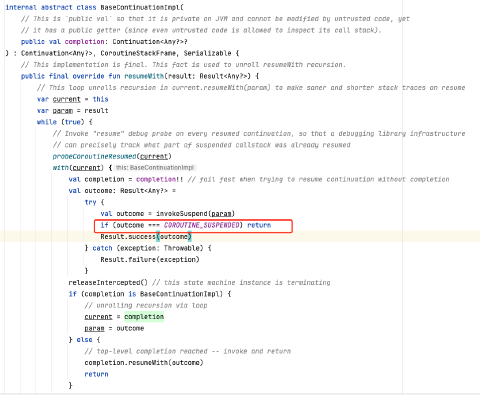 internal abstract class BaseContinuationImpl(
// This is `public val` so that it is private on JVM and cannot be modified by untrusted code, yet
// it has a public getter (since even untrusted code is allowed to inspect its call stack).
public val completion: Continuation<Any?>?
) : Continuation<Any?>, CoroutineStackFrame, Serializable {
// This implementation is final. This fact is used to unroll resumeWith recursion.
public final override fun resumeWith(result: Result<Any?>) {
// This loop unrolls recursion in current.resumeWith(param) to make saner and shorter stack traces on resume
var current = this
var param = result
while (true) {
// Invoke "resume" debug probe on every resumed continuation, so that a debugging library infrastructure
// can precisely track what part of suspended callstack was already resumed
probeCoroutineResumed(current)
with(current) { this: BaseContinuationImpl
val completion = completion!! // fail fast when trying to resume continuation without completion
val outcome: Result<Any?> =
try {
val outcome = invokeSuspend(param)
if (outcome === COROUTINE_SUSPENDED) return
Result.success(outcome)
} catch (exception: Throwable) {
Result.failure(exception)
}
releaseIntercepted() // this state machine instance is terminating
if (completion is BaseContinuationImpl) {
// unrolling recursion via loop
current = completion
param = outcome
} else {
// top-level completion reached -- invoke and return
completion.resumeWith(outcome)
return
}